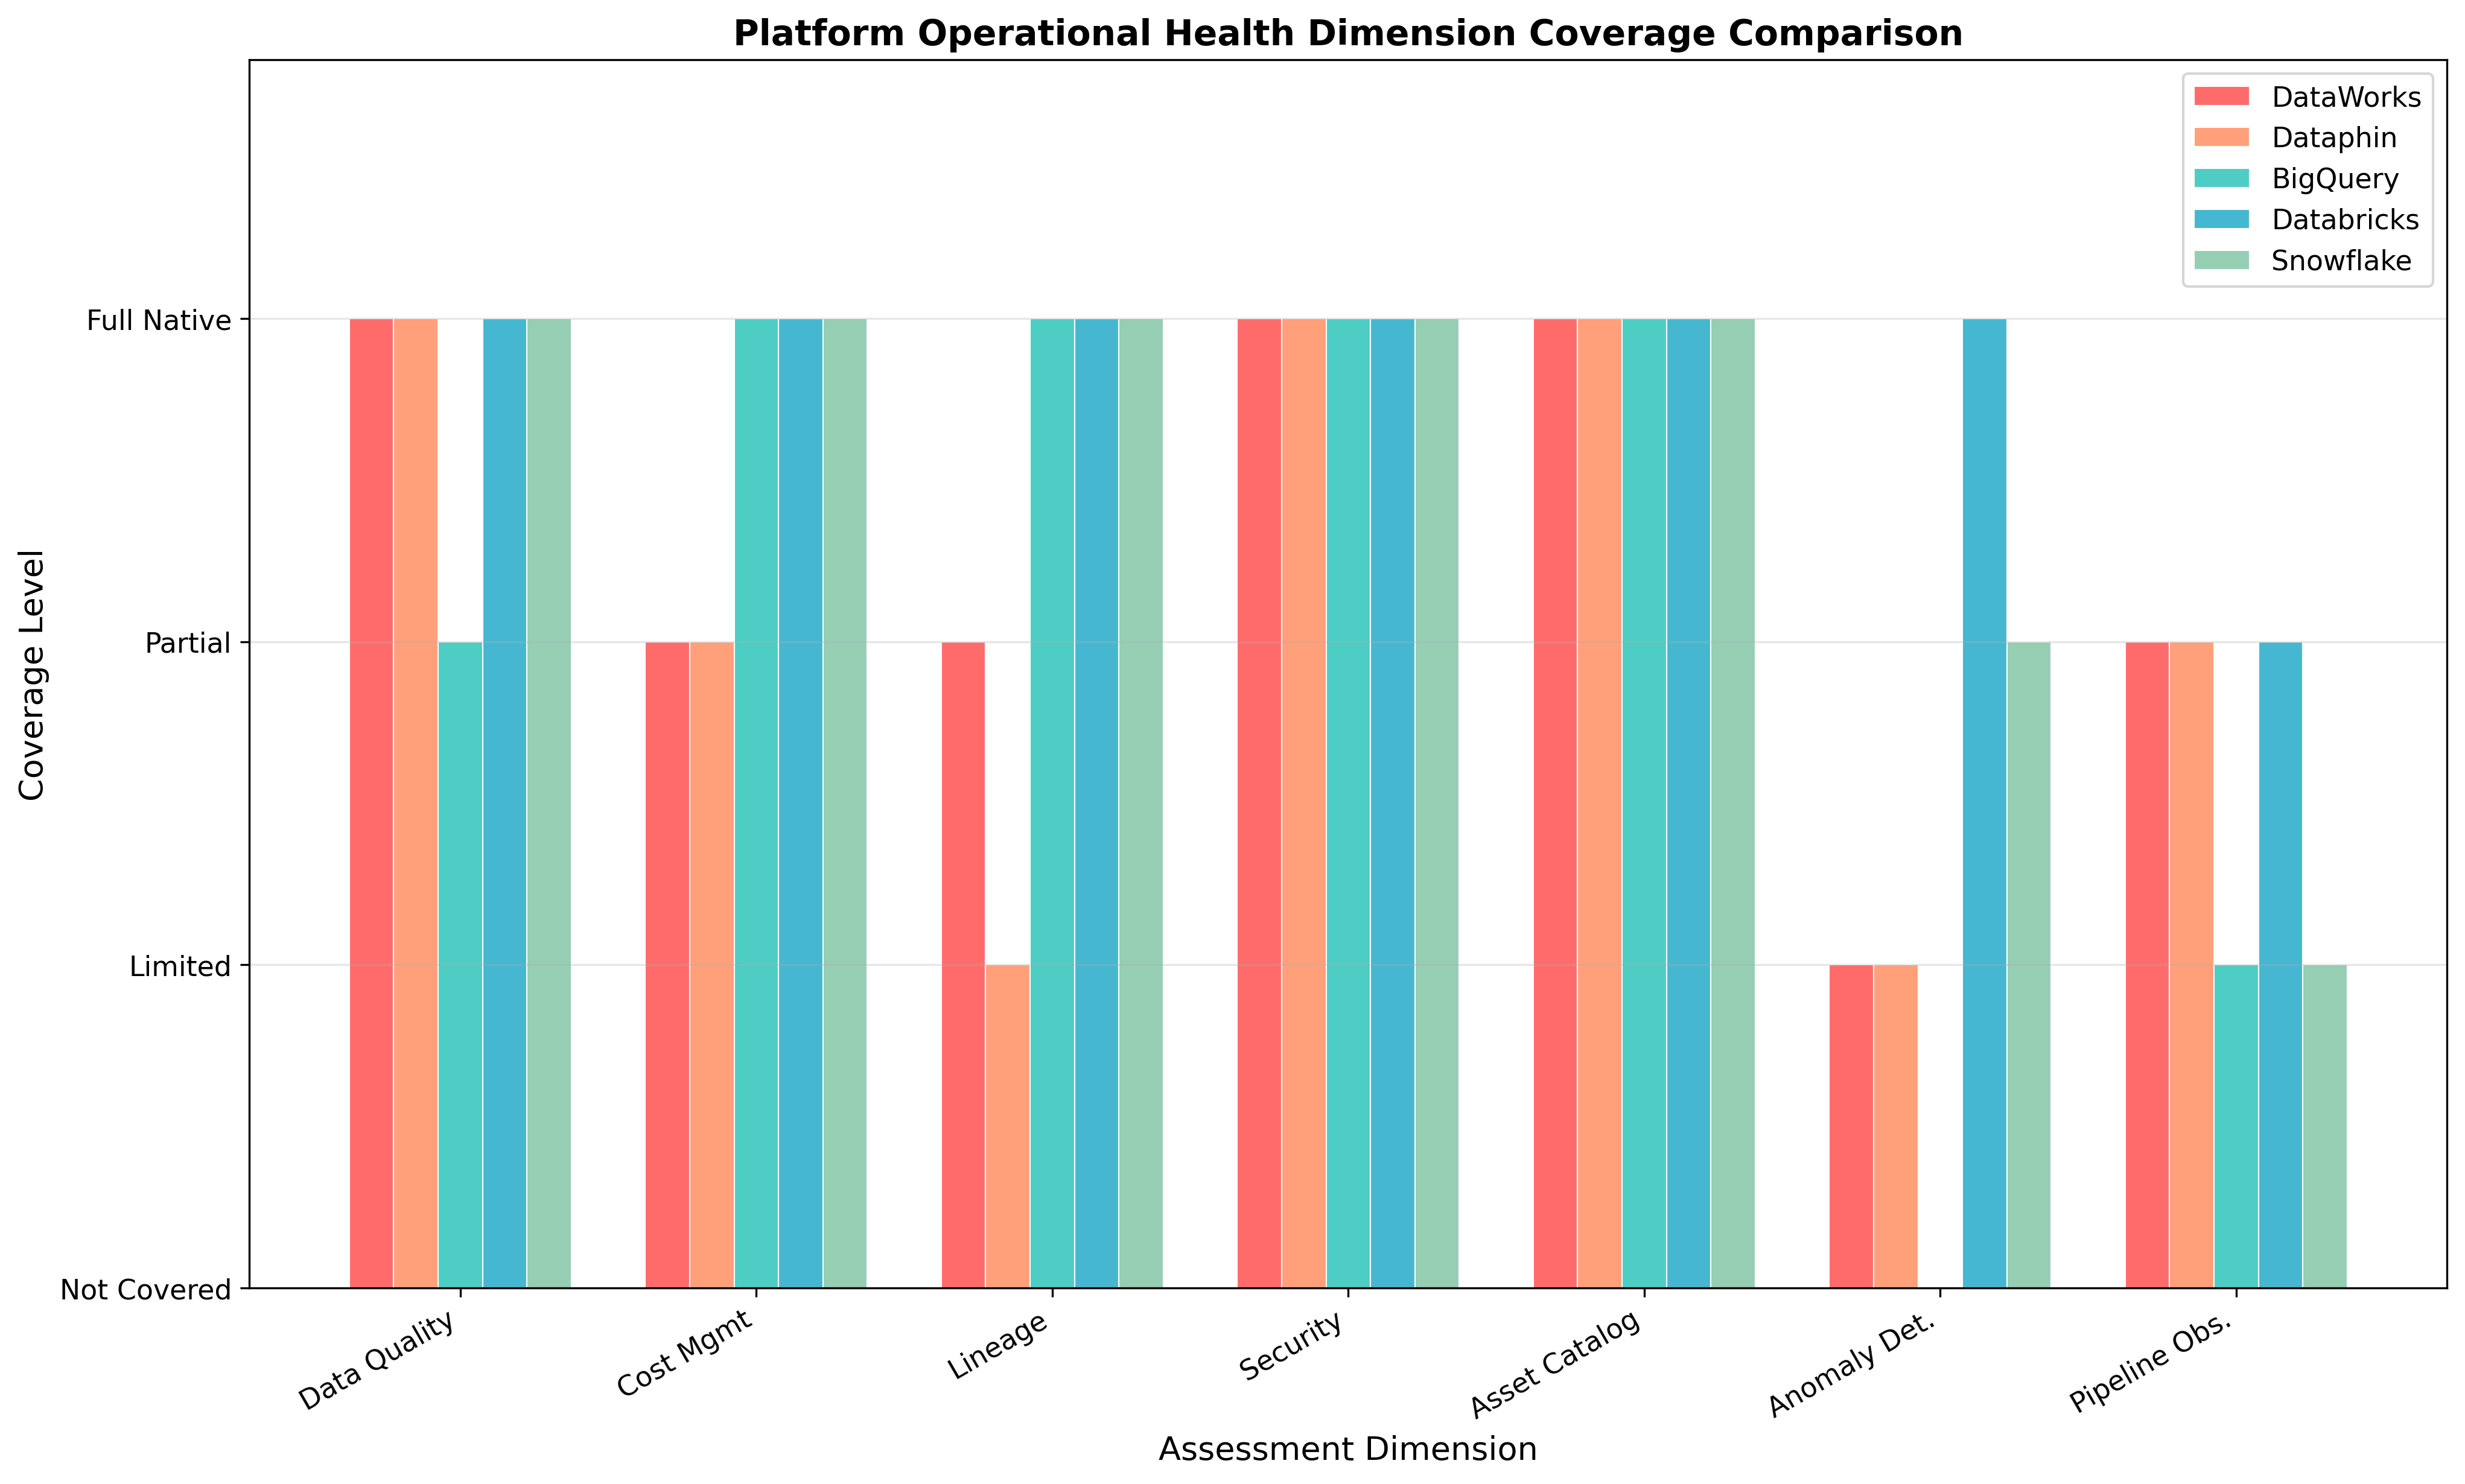 Platform Operational Health Dimension Coverage Comparison
DataWorks
Dataphin
BigQuery
Databricks
Snowflake
Coverage Level
Full Native
Partial
Limited
Not Covered
Data Quality
Cost Mgmt
Lineage
Security
Asset Catalog
Anomaly Det.
Pipeline Obs.
Assessment Dimension